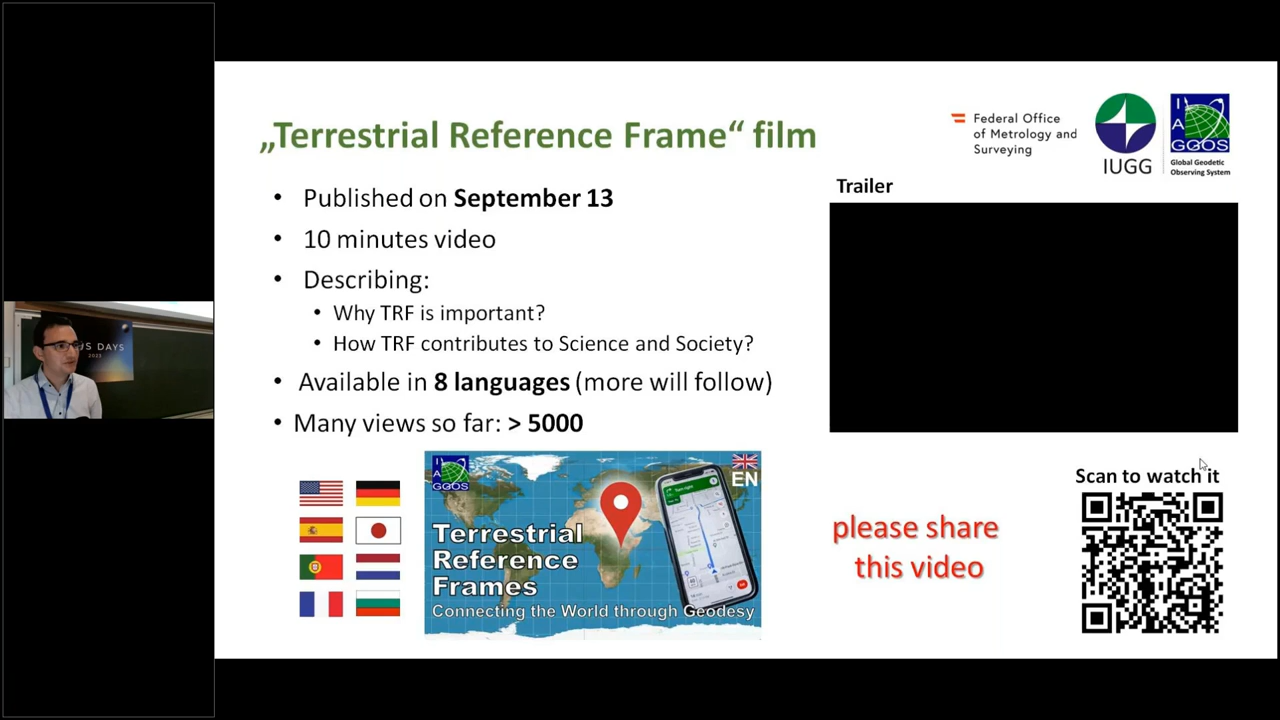 „Terrestrial Reference Frame“ film
Federal Office
of Metrology and
Surveying
IUGG
I
A
GGOS
Global Geodetic
Observing System
• Published on September 13
• 10 minutes video
• Describing:
• Why TRF is important?
• How TRF contributes to Science and Society?
• Available in 8 languages (more will follow)
• Many views so far: > 5000
Trailer
US DAYS
2023
I
A
GGOS
EN
Terrestrial
Reference
Frames
Connecting the World through Geodesy
please share
this video
Scan to watch it